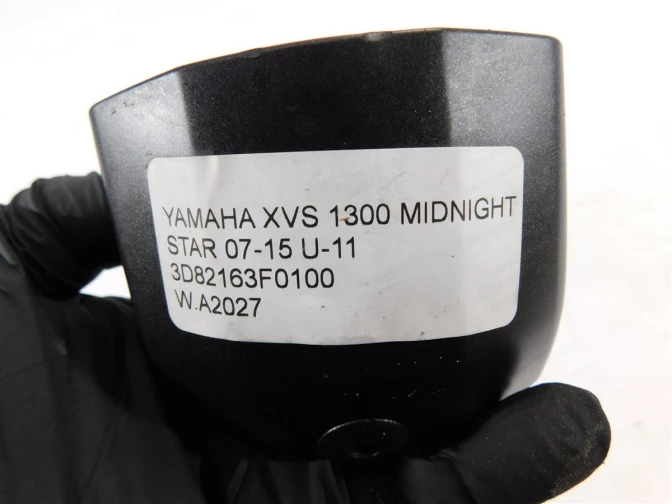 YAMAHA XVS 1300 MIDNIGHT
STAR 07-15 U-11
3D82163F0100
W.A2027